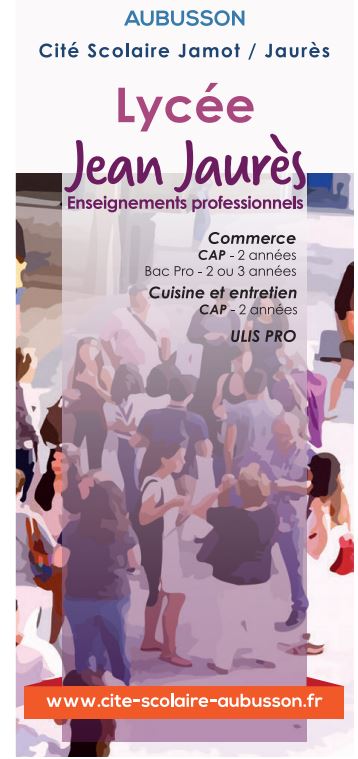 AUBUSSON
Cité Scolaire Jamot / Jaurès
Lycée
Jean Jaurès
Enseignements professionnels
Commerce
CAP - 2 années
Bac Pro - 2 ou 3 années
Cuisine et entretien
CAP - 2 années
ULIS PRO
www.cite-scolaire-aubusson.fr